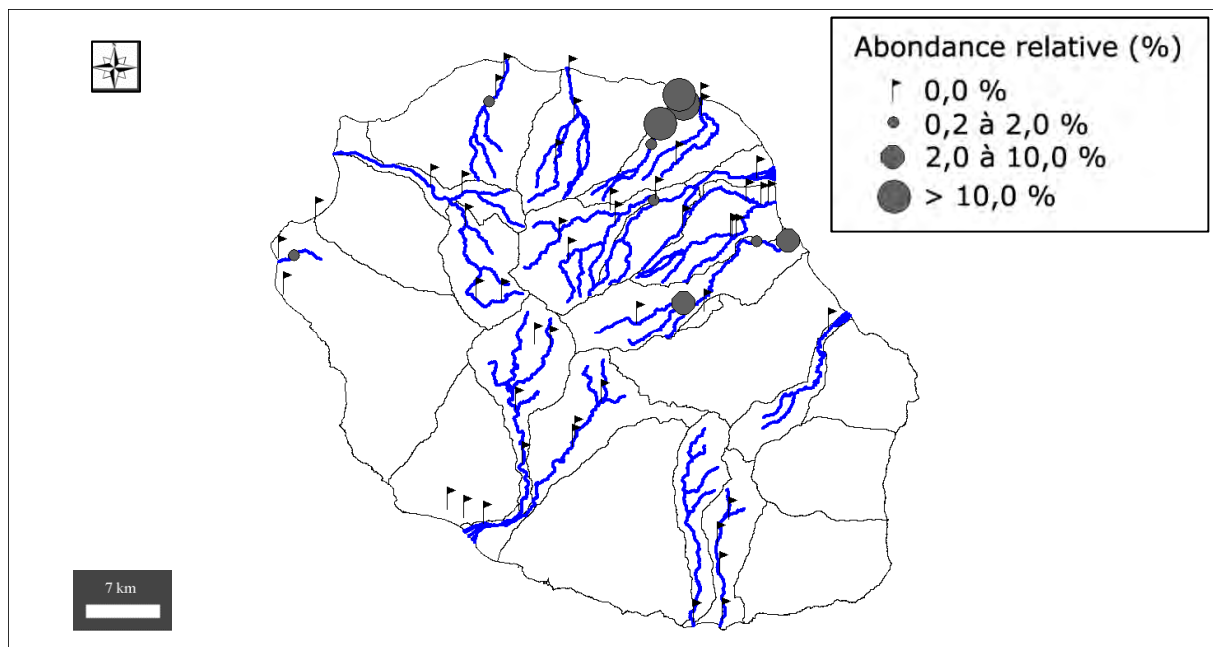 Abondance relative (%)
0,0 %
0,2 à 2,0 %
2,0 à 10,0 %
> 10,0 %
7 km